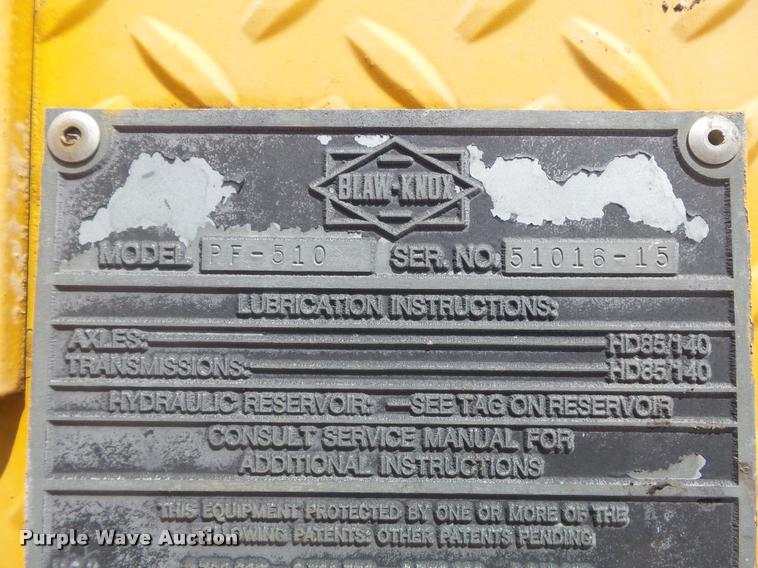 BLAW-KNOX
MODEL PF-510 SER. NO. 51016-15
LUBRICATION INSTRUCTIONS:
AXLES: HD85/140
TRANSMISSIONS: HD85/140
HYDRAULIC RESERVOIR: — SEE TAG ON RESERVOIR
CONSULT SERVICE MANUAL FOR
ADDITIONAL INSTRUCTIONS
THIS EQUIPMENT PROTECTED BY ONE OR MORE OF THE
FOLLOWING PATENTS: OTHER PATENTS PENDING
Purple Wave Auction